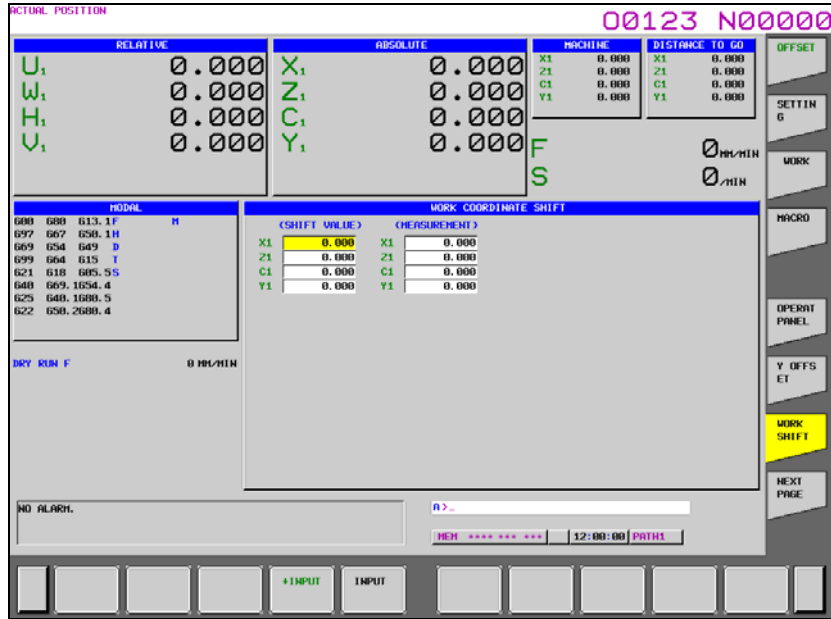 ACTUAL POSITION
O0123 N00000
RELATIVE
U1 0.000
W1 0.000
H1 0.000
V1 0.000
ABSOLUTE
X1 0.000
Z1 0.000
C1 0.000
Y1 0.000
MACHINE
X1 0.000
Z1 0.000
C1 0.000
Y1 0.000
DISTANCE TO GO
X1 0.000
Z1 0.000
C1 0.000
Y1 0.000
F 0 MM/MIN
S 0 /MIN
MODAL
G00 G80 G13.1 F M
G97 G67 G50.1 H
G69 G54 G49 D
G99 G64 G15 T
G21 G18 G05.5 S
G40 G69.1 G54.4
G25 G40.1 G80.5
G22 G50.2 G80.4
DRY RUN F 0 MM/MIN
WORK COORDINATE SHIFT
(SHIFT VALUE) (MEASUREMENT)
X1 0.000 X1 0.000
Z1 0.000 Z1 0.000
C1 0.000 C1 0.000
Y1 0.000 Y1 0.000
NO ALARM.
A>_
MEM **** *** *** 12:00:00 PATH1
+INPUT INPUT
OFFSET
SETTIN
G
WORK
MACRO
OPERAT
PANEL
Y OFFS
ET
WORK
SHIFT
NEXT
PAGE